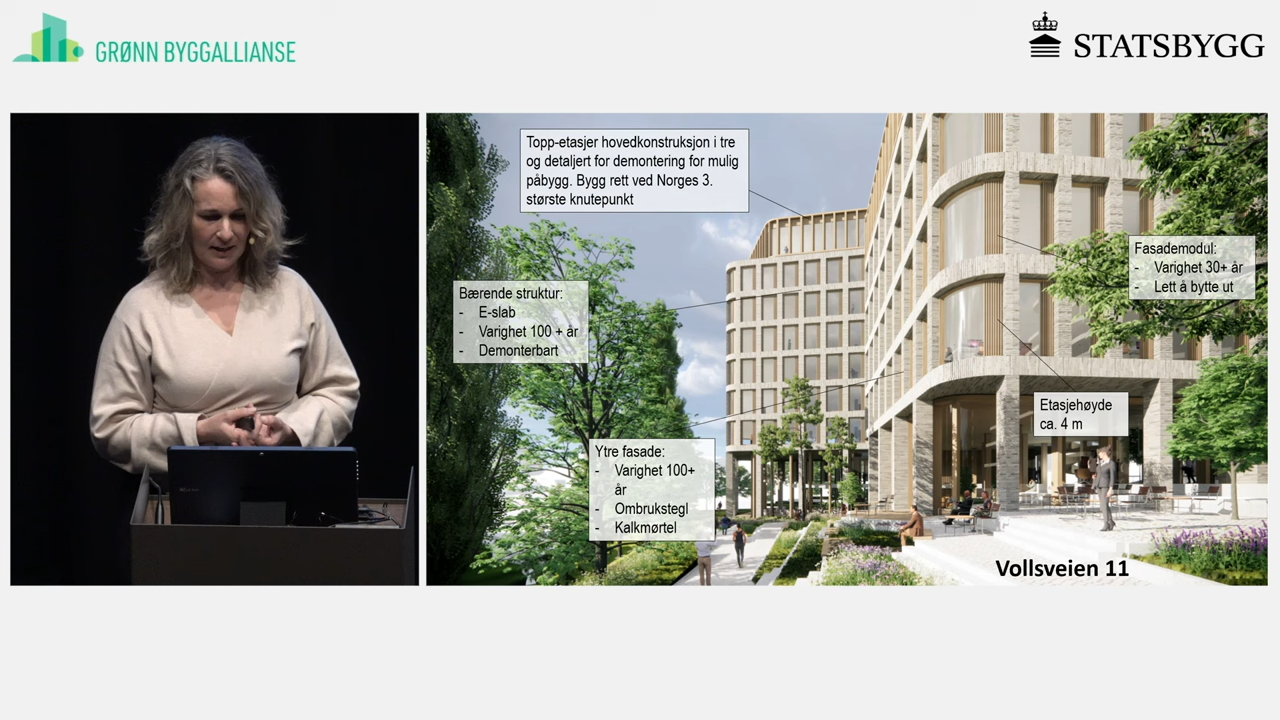 GRØNN BYGGALLIANSE
STATSBYGG
Topp-etasjer hovedkonstruksjon i tre
og detaljert for demontering for mulig
påbygg. Bygg rett ved Norges 3.
største knutepunkt
Fasademodul:
- Varighet 30+ år
- Lett å bytte ut
Bærende struktur:
- E-slab
- Varighet 100 + år
- Demonterbart
Etasjehøyde
ca. 4 m
Ytre fasade:
- Varighet 100+
år
- Ombrukstegl
- Kalkmørtel
Vollsveien 11